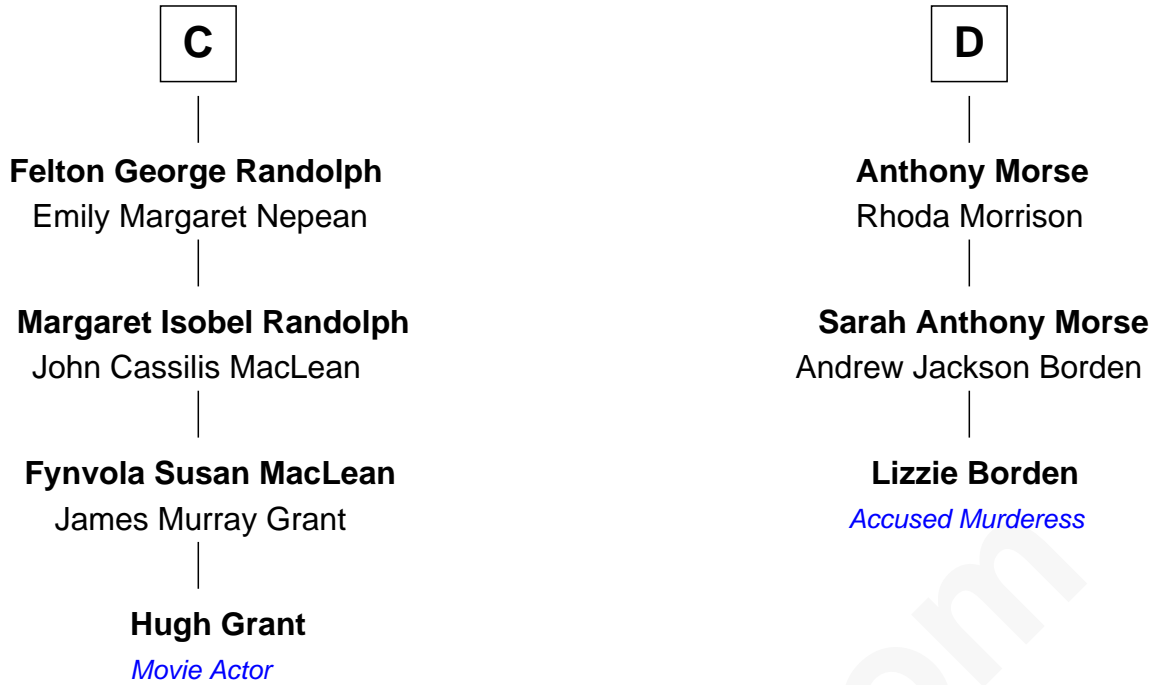 C
Felton George Randolph
Emily Margaret Nepean
Margaret Isobel Randolph
John Cassilis MacLean
Fynvola Susan MacLean
James Murray Grant
Hugh Grant
Movie Actor
D
Anthony Morse
Rhoda Morrison
Sarah Anthony Morse
Andrew Jackson Borden
Lizzie Borden
Accused Murderess
om